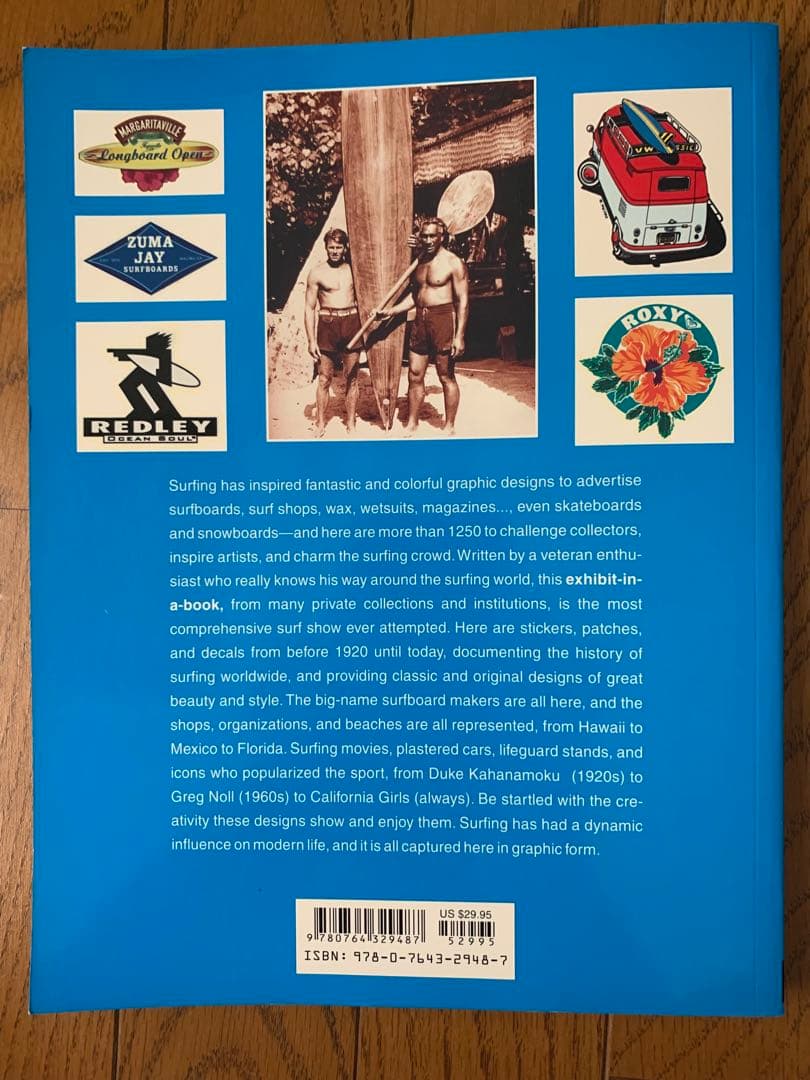 MARGARITAVILLE
Longboard Open
VW CLASSIC
ZUMA
JAY
SURFBOARDS
ROXY
REDLEY
OCEAN SOUL
Surfing has inspired fantastic and colorful graphic designs to advertise
surfboards, surf shops, wax, wetsuits, magazines..., even skateboards
and snowboards—and here are more than 1250 to challenge collectors,
inspire artists, and charm the surfing crowd. Written by a veteran enthu-
siast who really knows his way around the surfing world, this exhibit-in-
a-book, from many private collections and institutions, is the most
comprehensive surf show ever attempted. Here are stickers, patches,
and decals from before 1920 until today, documenting the history of
surfing worldwide, and providing classic and original designs of great
beauty and style. The big-name surfboard makers are all here, and the
shops, organizations, and beaches are all represented, from Hawaii to
Mexico to Florida. Surfing movies, plastered cars, lifeguard stands, and
icons who popularized the sport, from Duke Kahanamoku (1920s) to
Greg Noll (1960s) to California Girls (always). Be startled with the cre-
ativity these designs show and enjoy them. Surfing has had a dynamic
influence on modern life, and it is all captured here in graphic form.
US $29.95
9 780764 329487
52995
ISBN: 978-0-7643-2948-7